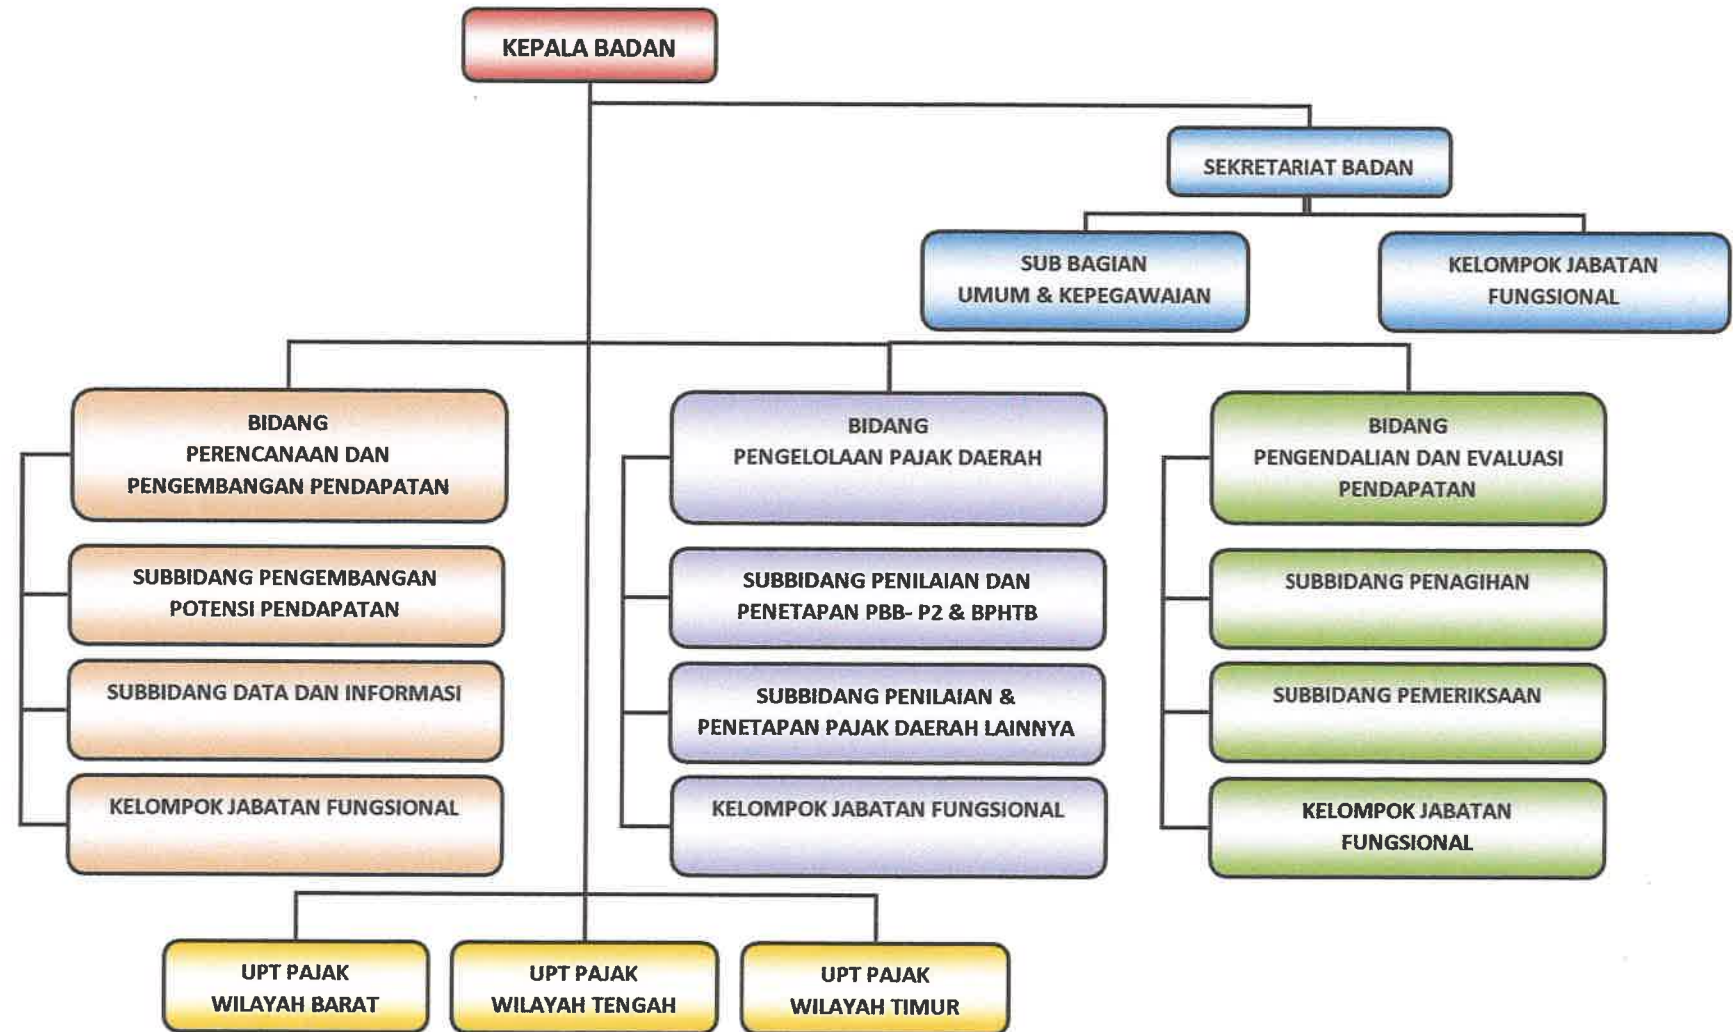 KEPALA BADAN
SEKRETARIAT BADAN
SUB BAGIAN
UMUM & KEPEGAWAIAN
KELOMPOK JABATAN
FUNGSIONAL
BIDANG
PERENCANAAN DAN
PENGEMBANGAN PENDAPATAN
SUBBIDANG PENGEMBANGAN
POTENSI PENDAPATAN
SUBBIDANG DATA DAN INFORMASI
KELOMPOK JABATAN FUNGSIONAL
BIDANG
PENGELOLAAN PAJAK DAERAH
SUBBIDANG PENILAIAN DAN
PENETAPAN PBB- P2 & BPHTB
SUBBIDANG PENILAIAN &
PENETAPAN PAJAK DAERAH LAINNYA
KELOMPOK JABATAN FUNGSIONAL
BIDANG
PENGENDALIAN DAN EVALUASI
PENDAPATAN
SUBBIDANG PENAGIHAN
SUBBIDANG PEMERIKSAAN
KELOMPOK JABATAN
FUNGSIONAL
UPT PAJAK
WILAYAH BARAT
UPT PAJAK
WILAYAH TENGAH
UPT PAJAK
WILAYAH TIMUR